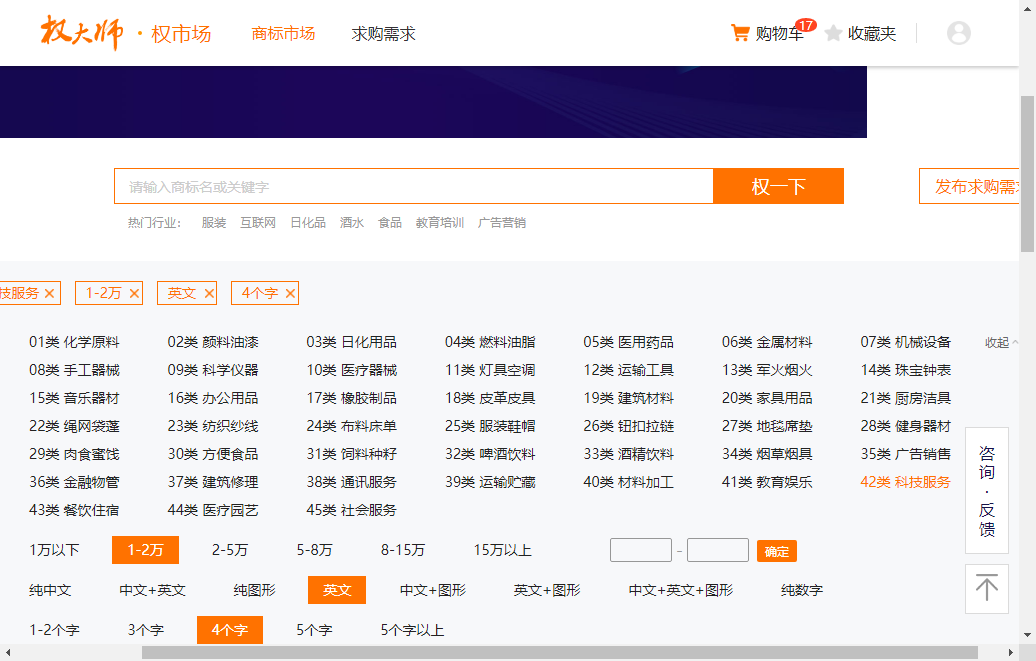 权大师 · 权市场 商标市场 求购需求 购物车 17 收藏夹
请输入商标名或关键字 权一下 发布求购需求
热门行业: 服装 互联网 日化品 酒水 食品 教育培训 广告营销
技服务 × 1-2万 × 英文 × 4个字 ×
01类 化学原料 02类 颜料油漆 03类 日化用品 04类 燃料油脂 05类 医用药品 06类 金属材料 07类 机械设备 收起
08类 手工器械 09类 科学仪器 10类 医疗器械 11类 灯具空调 12类 运输工具 13类 军火烟火 14类 珠宝钟表
15类 音乐器材 16类 办公用品 17类 橡胶制品 18类 皮革皮具 19类 建筑材料 20类 家具用品 21类 厨房洁具
22类 绳网袋篷 23类 纺织纱线 24类 布料床单 25类 服装鞋帽 26类 钮扣拉链 27类 地毯席垫 28类 健身器材
29类 肉食蜜饯 30类 方便食品 31类 饲料种籽 32类 啤酒饮料 33类 酒精饮料 34类 烟草烟具 35类 广告销售
36类 金融物管 37类 建筑修理 38类 通讯服务 39类 运输贮藏 40类 材料加工 41类 教育娱乐 42类 科技服务
43类 餐饮住宿 44类 医疗园艺 45类 社会服务
1万以下 1-2万 2-5万 5-8万 8-15万 15万以上 - 确定
纯中文 中文+英文 纯图形 英文 中文+图形 英文+图形 中文+英文+图形 纯数字
1-2个字 3个字 4个字 5个字 5个字以上
咨询·反馈